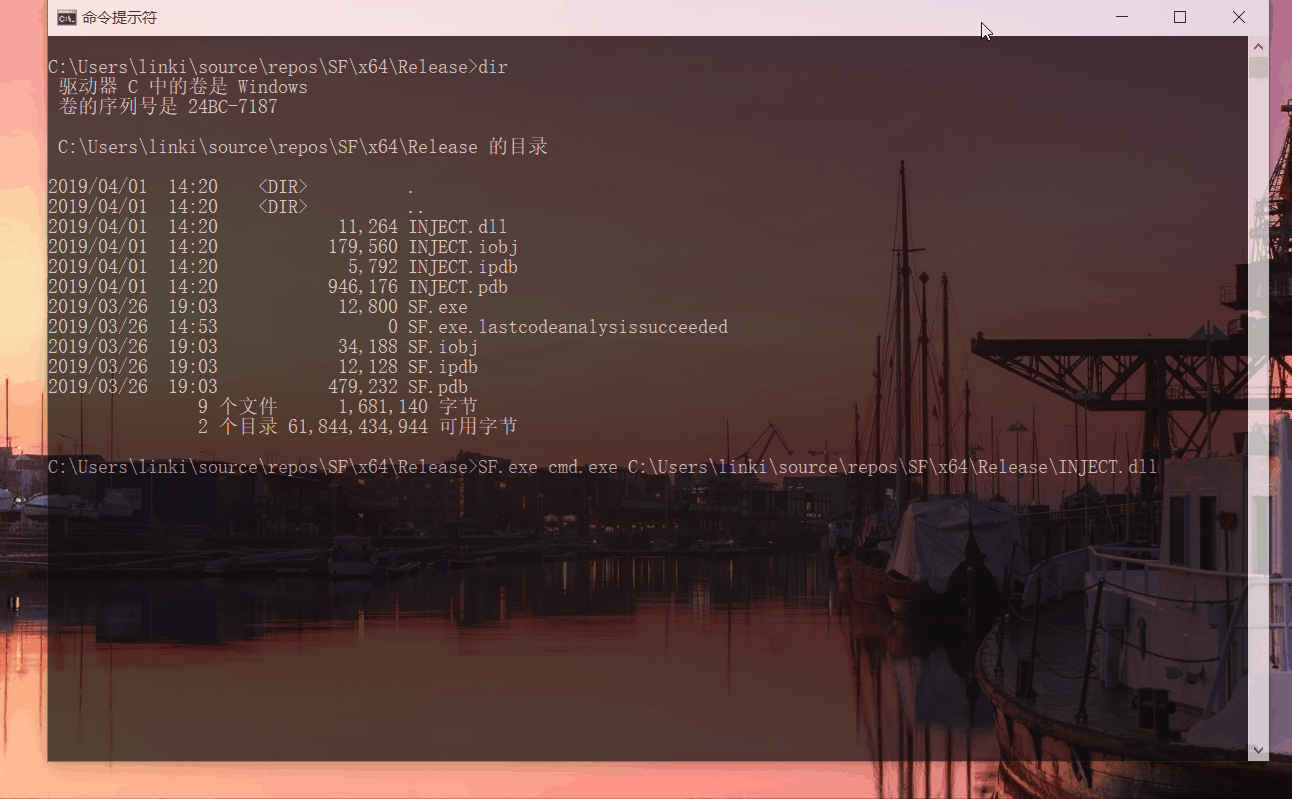 命令提示符
C:\Users\linki\source\repos\SF\x64\Release>dir
驱动器 C 中的卷是 Windows
卷的序列号是 24BC-7187
C:\Users\linki\source\repos\SF\x64\Release 的目录
2019/04/01  14:20    <DIR>          .
2019/04/01  14:20    <DIR>          ..
2019/04/01  14:20            11,264 INJECT.dll
2019/04/01  14:20           179,560 INJECT.iobj
2019/04/01  14:20             5,792 INJECT.ipdb
2019/04/01  14:20           946,176 INJECT.pdb
2019/03/26  19:03            12,800 SF.exe
2019/03/26  14:53                 0 SF.exe.lastcodeanalysissucceeded
2019/03/26  19:03            34,188 SF.iobj
2019/03/26  19:03            12,128 SF.ipdb
2019/03/26  19:03           479,232 SF.pdb
9 个文件      1,681,140 字节
2 个目录 61,844,434,944 可用字节
C:\Users\linki\source\repos\SF\x64\Release>SF.exe cmd.exe C:\Users\linki\source\repos\SF\x64\Release\INJECT.dll